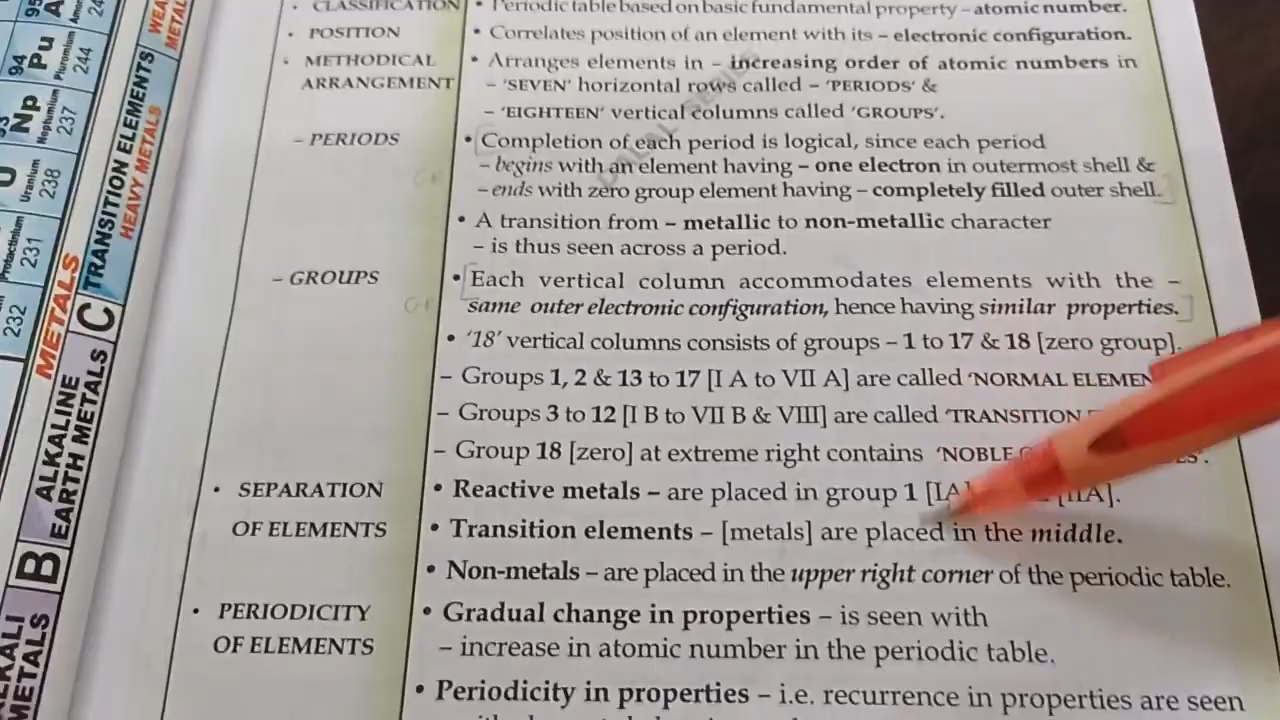 CLASSIFICATION • Periodic table based on basic fundamental property – atomic number.
• POSITION • Correlates position of an element with its – electronic configuration.
• METHODICAL • Arranges elements in – increasing order of atomic numbers in
ARRANGEMENT – 'SEVEN' horizontal rows called – 'PERIODS' &
– 'EIGHTEEN' vertical columns called 'GROUPS'.
– PERIODS • Completion of each period is logical, since each period
– begins with an element having – one electron in outermost shell &
– ends with zero group element having – completely filled outer shell.
• A transition from – metallic to non-metallic character
– is thus seen across a period.
– GROUPS • Each vertical column accommodates elements with the –
same outer electronic configuration, hence having similar properties.
• '18' vertical columns consists of groups – 1 to 17 & 18 [zero group].
– Groups 1, 2 & 13 to 17 [I A to VII A] are called 'NORMAL
– Groups 3 to 12 [I B to VII B & VIII] are called 'TRANSITION
– Group 18 [zero] at extreme right contains 'NOBLE
• SEPARATION • Reactive metals – are placed in group 1 [IA] [IIA].
OF ELEMENTS • Transition elements – [metals] are placed in the middle.
• Non-metals – are placed in the upper right corner of the periodic table.
• PERIODICITY • Gradual change in properties – is seen with
OF ELEMENTS – increase in atomic number in the periodic table.
• Periodicity in properties – i.e. recurrence in properties are seen
94
Pu
244
Np
Neptunium
237
U
Uranium
238
Protactinium
231
232
METALS
TRANSITION ELEMENTS
HEAVY METALS
C
ALKALINE
EARTH METALS
B
METALS